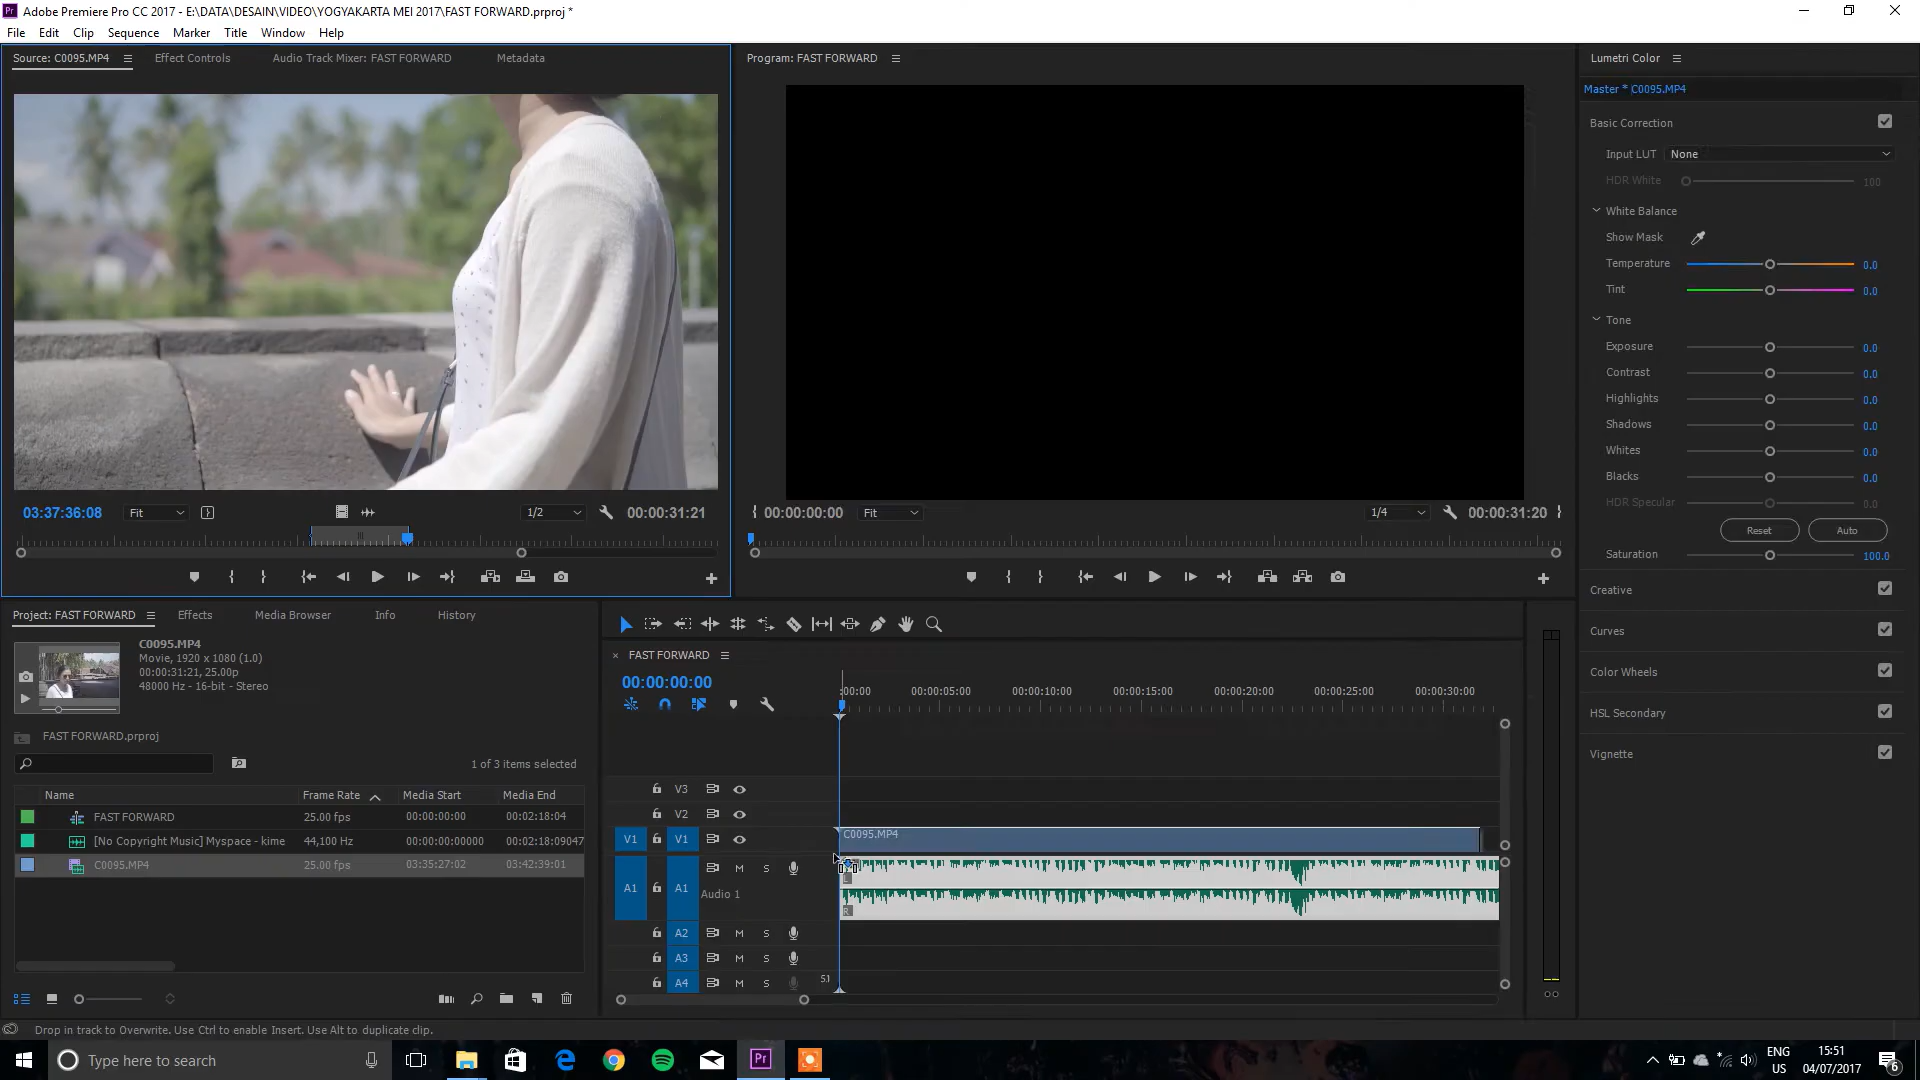 Adobe Premiere Pro CC 2017 - E:\DATA\DESAIN\VIDEO\YOGYAKARTA MEI 2017\FAST FORWARD.prproj *
File Edit Clip Sequence Marker Title Window Help
Source: C0095.MP4 Effect Controls Audio Track Mixer: FAST FORWARD Metadata
Program: FAST FORWARD
Lumetri Color
Master * C0095.MP4
Basic Correction
Input LUT None
HDR White 100
White Balance
Show Mask
Temperature 0.0
Tint 0.0
Tone
Exposure 0.0
Contrast 0.0
Highlights 0.0
Shadows 0.0
Whites 0.0
Blacks 0.0
HDR Specular 0.0
Reset Auto
Saturation 100.0
Creative
Curves
Color Wheels
HSL Secondary
Vignette
03:37:36:08 Fit 1/2 00:00:31:21
00:00:00:00 Fit 1/4 00:00:31:20
Project: FAST FORWARD Effects Media Browser Info History
C0095.MP4
Movie, 1920 x 1080 (1.0)
00:00:31:21, 25.00p
48000 Hz - 16-bit - Stereo
FAST FORWARD.prproj
1 of 3 items selected
Name Frame Rate Media Start Media End
FAST FORWARD 25.00 fps 00:00:00:00 00:02:18:04
[No Copyright Music] Myspace - kime 44,100 Hz 00:00:00:00000 00:02:18:09047
C0095.MP4 25.00 fps 03:35:27:02 03:42:39:01
FAST FORWARD
00:00:00:00
:00:00 00:00:05:00 00:00:10:00 00:00:15:00 00:00:20:00 00:00:25:00 00:00:30:00
V3
V2
V1 V1 C0095.MP4
A1 A1 M S
Audio 1
L
R
A2 M S
A3 M S
A4 M S 5.1
Drop in track to Overwrite. Use Ctrl to enable Insert. Use Alt to duplicate clip.
Type here to search
Pr
ENG
US
15:51
04/07/2017
6